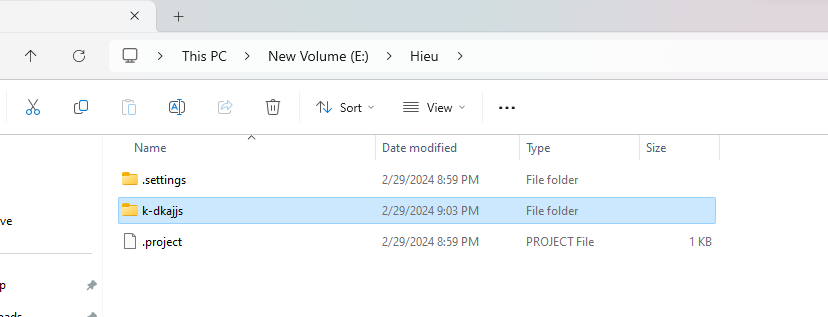 This PC > New Volume (E:) > Hieu >
Sort
View
Name Date modified Type Size
.settings 2/29/2024 8:59 PM File folder
k-dkajjs 2/29/2024 9:03 PM File folder
.project 2/29/2024 8:59 PM PROJECT File 1 KB